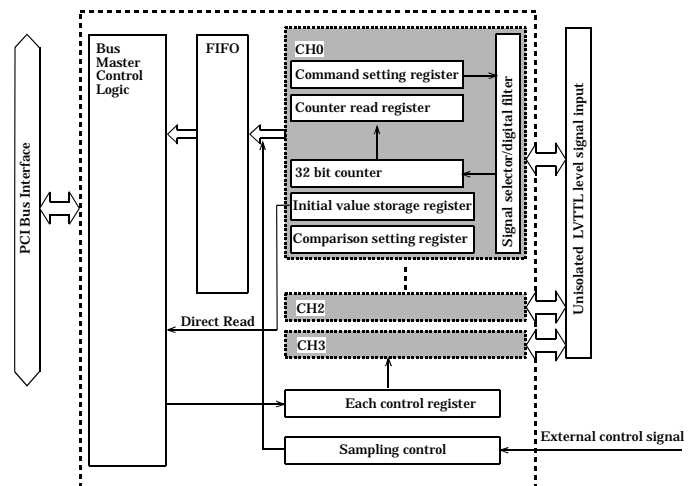 PCI Bus Interface
Bus
Master
Control
Logic
FIFO
CH0
Command setting register
Counter read register
32 bit counter
Initial value storage register
Comparison setting register
Signal selector/digital filter
Unisolated LVTTL level signal input
CH2
Direct Read
CH3
Each control register
Sampling control
External control signal